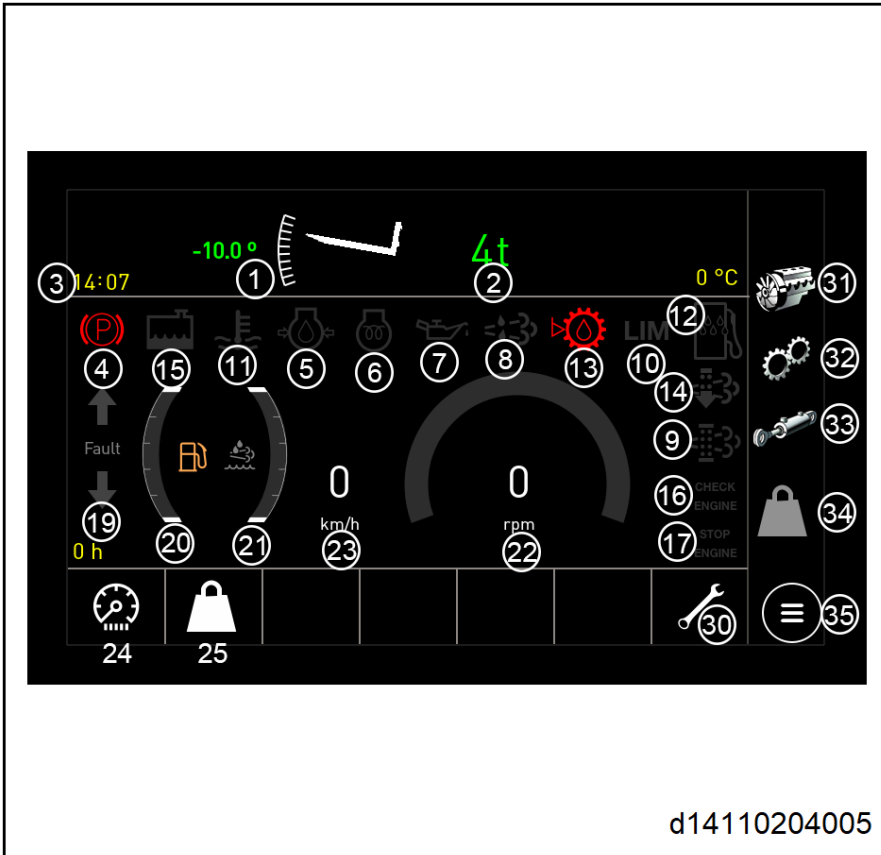 -10.0 º
4t
1
2
3
14:07
0 °C
31
(P)
LIM
12
4
15
11
5
6
7
8
13
10
32
14
Fault
9
33
0
0
CHECK
ENGINE
16
34
km/h
rpm
19
20
21
23
22
STOP
ENGINE
17
0 h
30
35
24
25
d14110204005